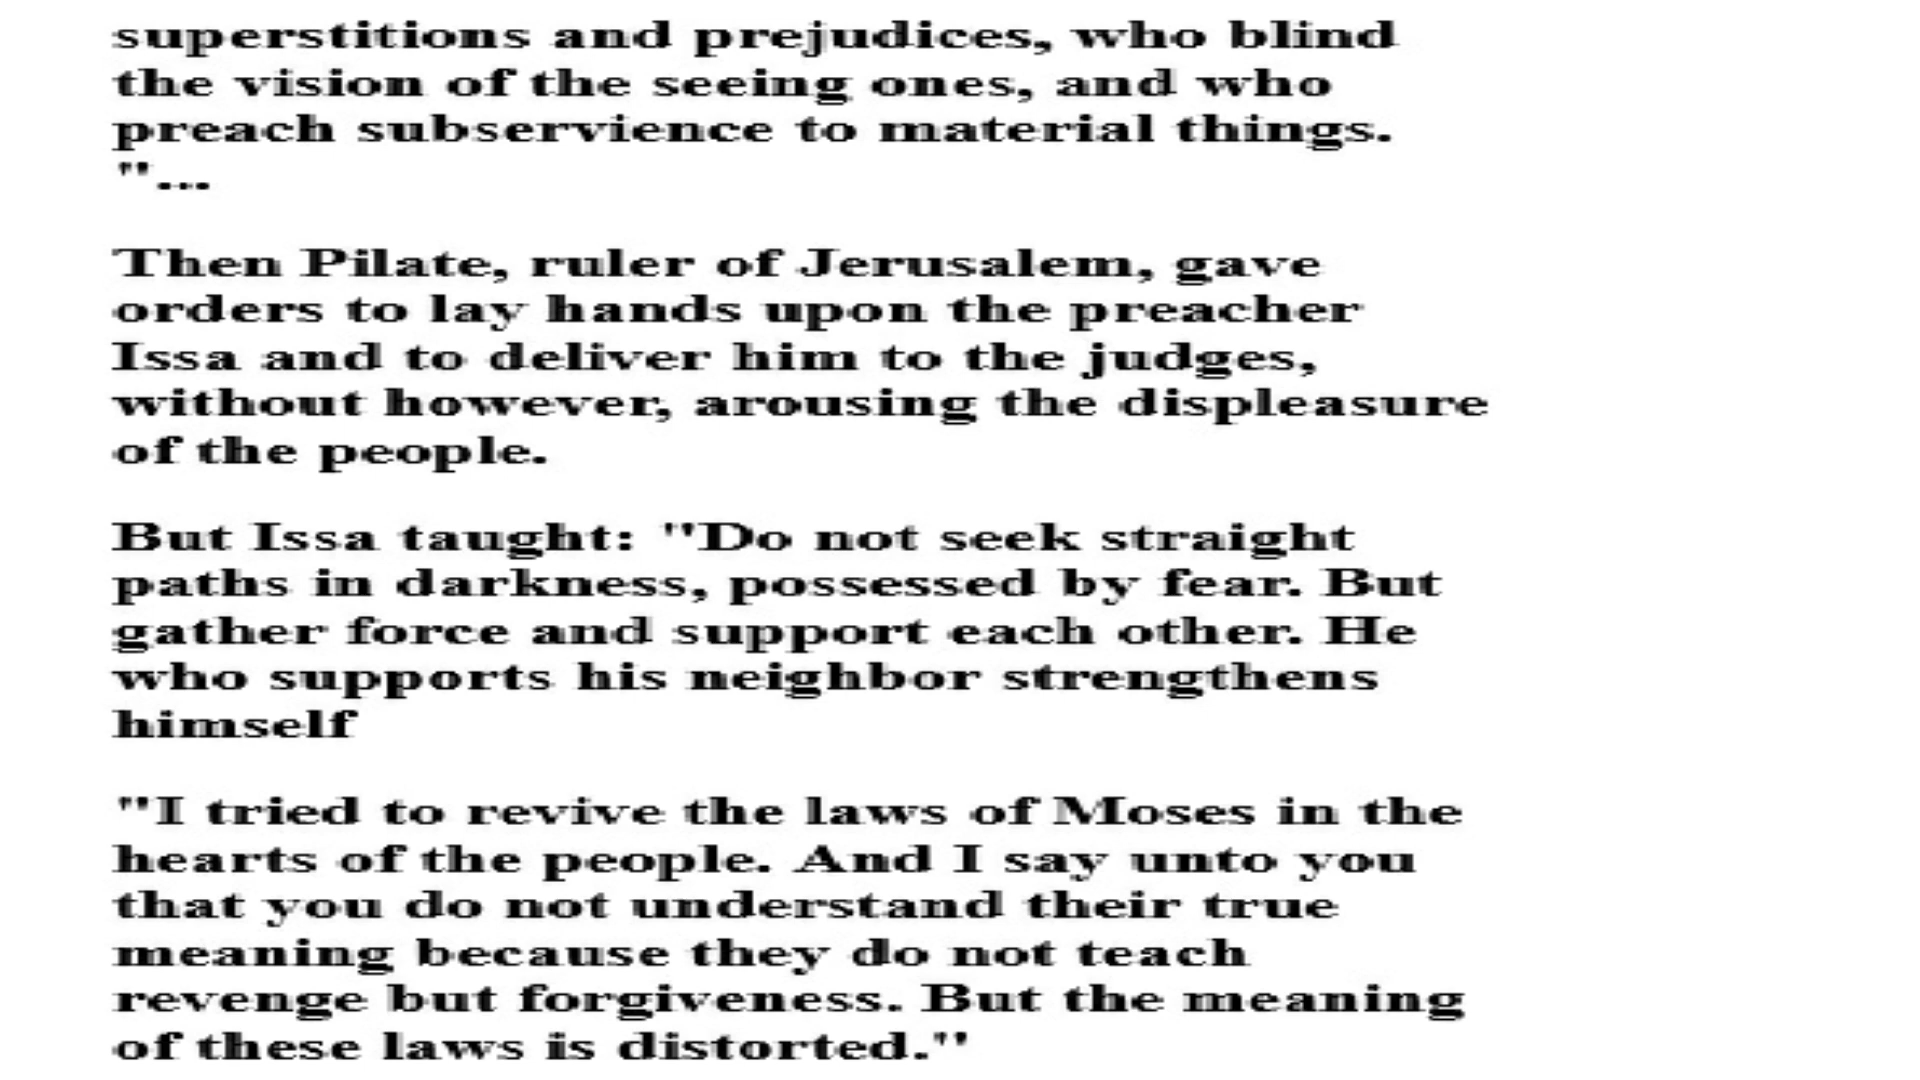 superstitions and prejudices, who blind
the vision of the seeing ones, and who
preach subservience to material things.
"...
Then Pilate, ruler of Jerusalem, gave
orders to lay hands upon the preacher
Issa and to deliver him to the judges,
without however, arousing the displeasure
of the people.
But Issa taught: "Do not seek straight
paths in darkness, possessed by fear. But
gather force and support each other. He
who supports his neighbor strengthens
himself
"I tried to revive the laws of Moses in the
hearts of the people. And I say unto you
that you do not understand their true
meaning because they do not teach
revenge but forgiveness. But the meaning
of these laws is distorted."